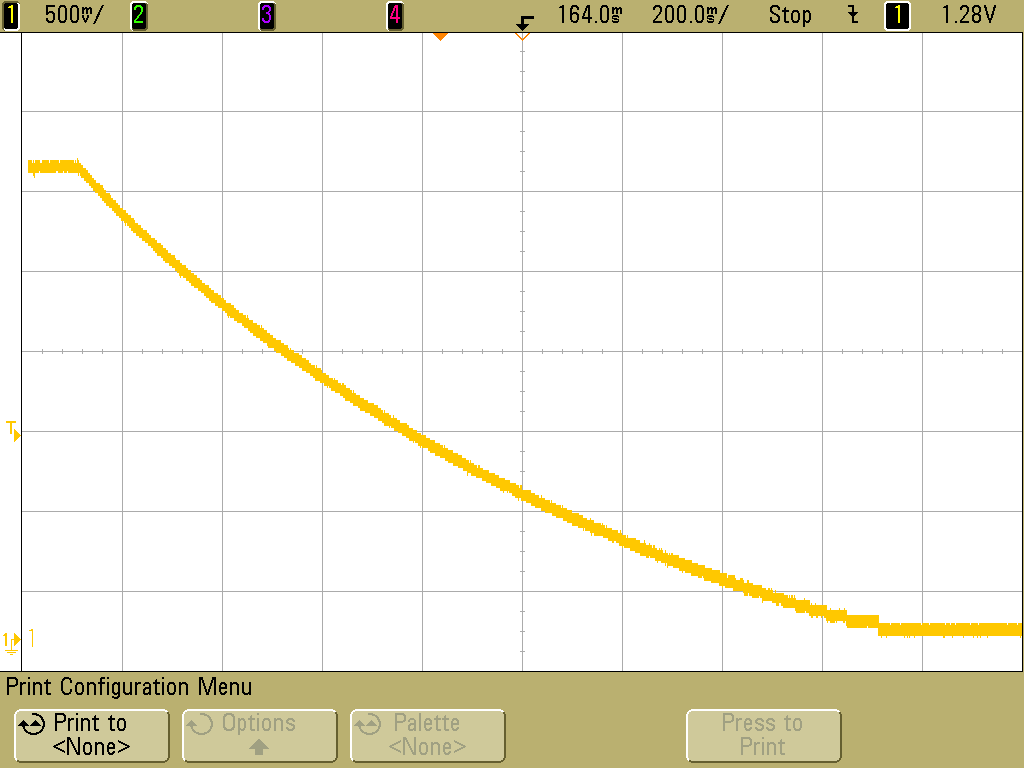 1 500mV/ 2 3 4 164.0ms 200.0ms/ Stop 1 1.28V
T
1 1
Print Configuration Menu
Print to Options Palette Press to
<None> <None> Print